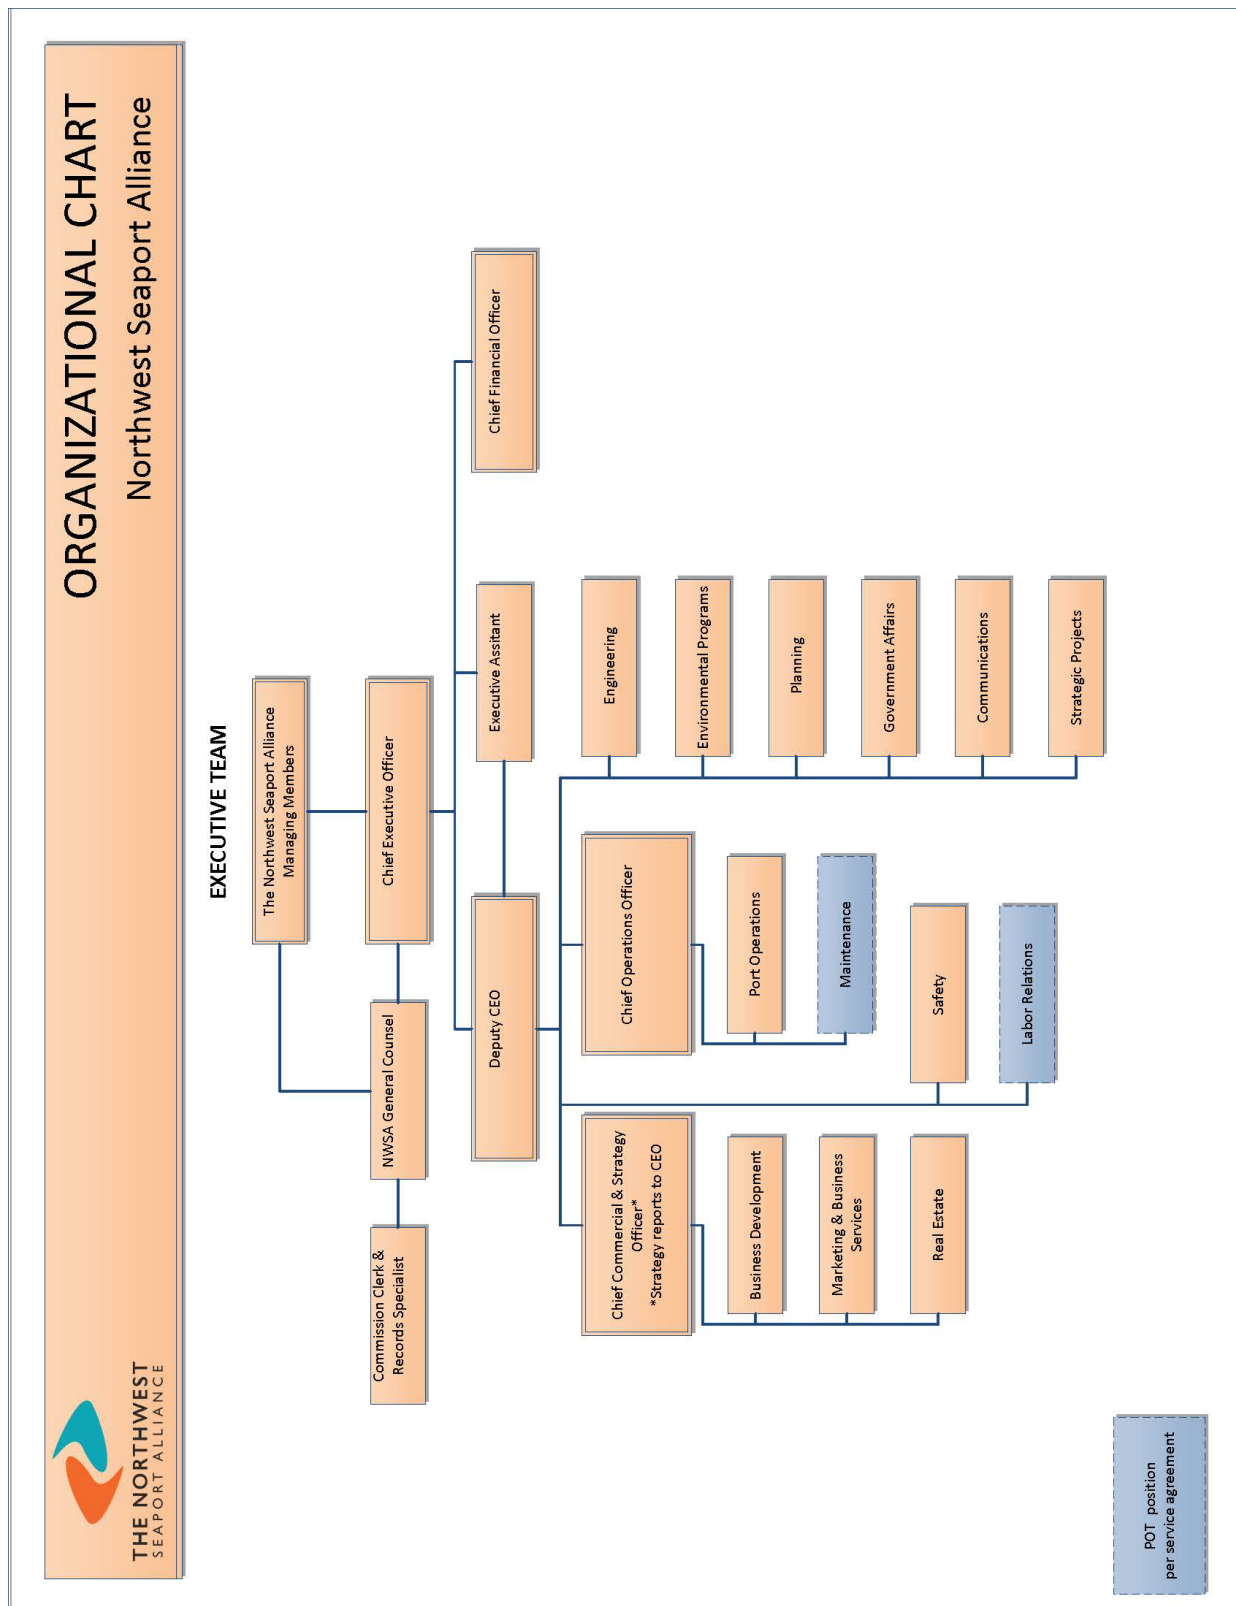 THE NORTHWEST
SEAPORT ALLIANCE
ORGANIZATIONAL CHART
Northwest Seaport Alliance
EXECUTIVE TEAM
The Northwest Seaport Alliance
Managing Members
Commission Clerk &
Records Specialist
NWSA General Counsel
Chief Executive Officer
Deputy CEO
Executive Assitant
Chief Financial Officer
Chief Commercial & Strategy
Officer*
*Strategy reports to CEO
Business Development
Marketing & Business
Services
Real Estate
Chief Operations Officer
Port Operations
Maintenance
Safety
Labor Relations
Engineering
Environmental Programs
Planning
Government Affairs
Communications
Strategic Projects
POT position
per service agreement